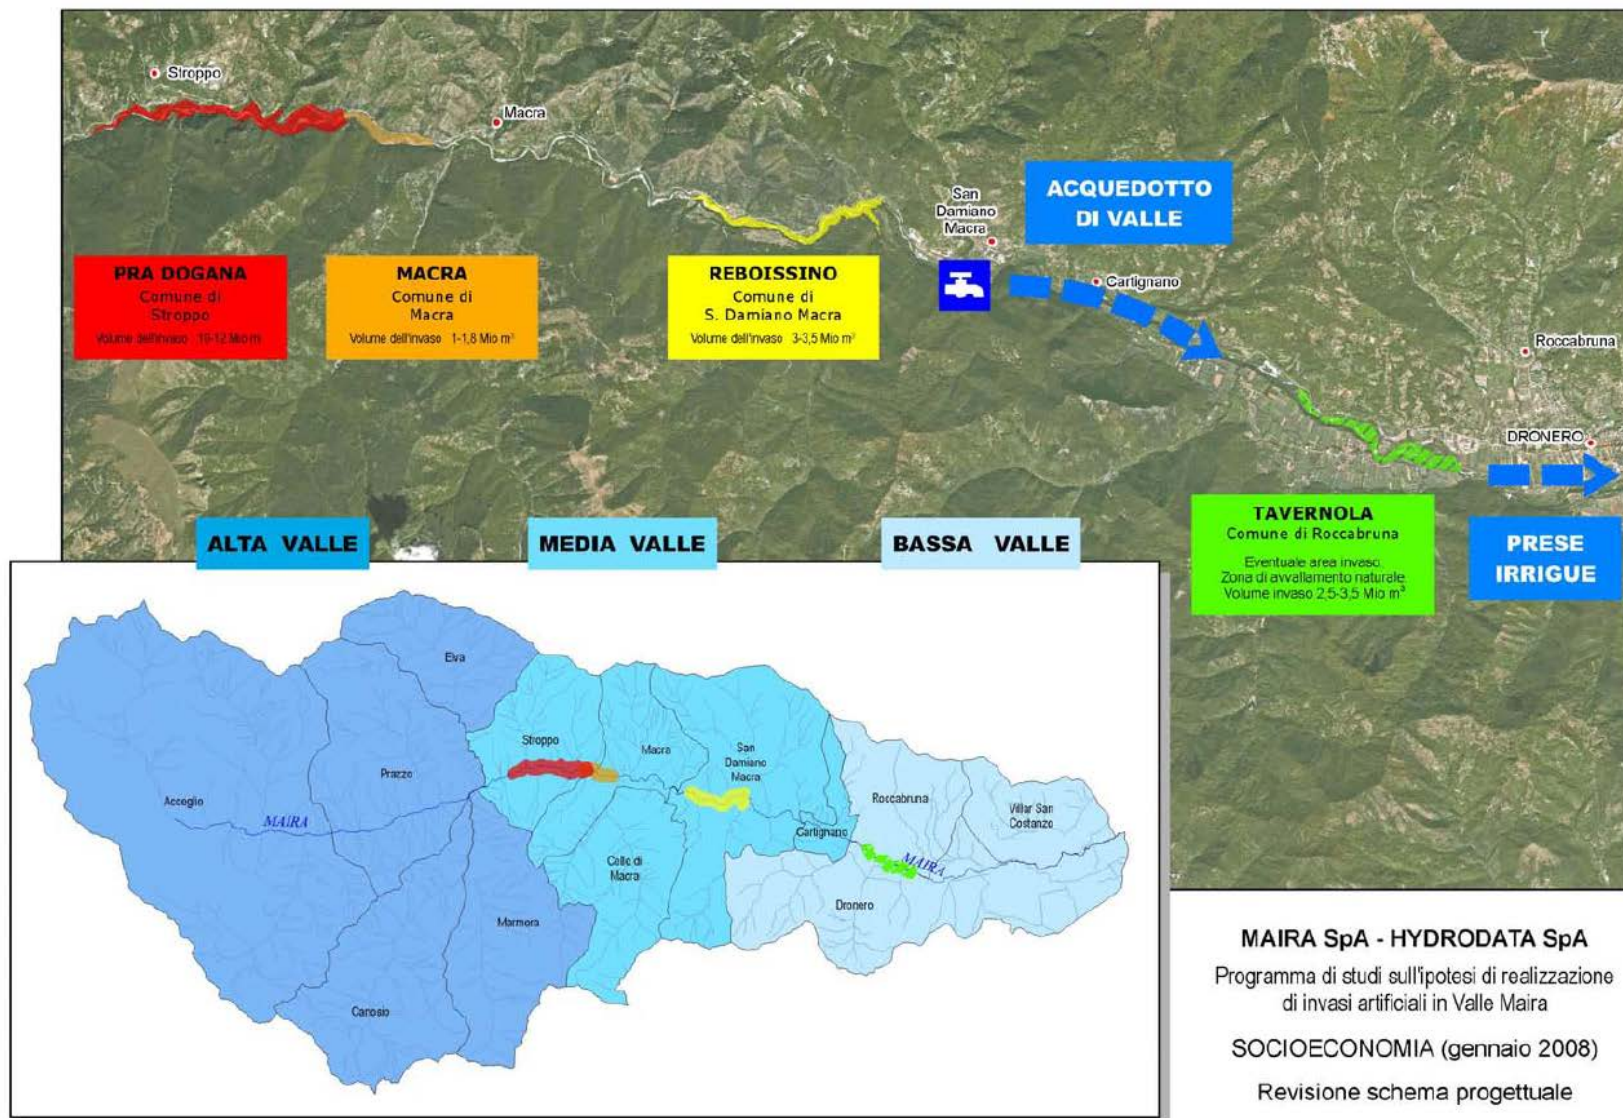 Stroppo
Macra
San
Damiano
Macra
ACQUEDOTTO
DI VALLE
Cartignano
Roccabruna
DRONERO
PRA DOGANA
Comune di
Stroppo
Volume dell'invaso 10-12 Mio m
MACRA
Comune di
Macra
Volume dell'invaso 1-1,8 Mio m³
REBOISSINO
Comune di
S. Damiano Macra
Volume dell'invaso 3-3,5 Mio m³
TAVERNOLA
Comune di Roccabruna
Eventuale area invaso
Zona di avvallamento naturale
Volume invaso 2,5-3,5 Mio m³
PRESE
IRRIGUE
ALTA VALLE
MEDIA VALLE
BASSA VALLE
Elva
Stroppo
Macra
San
Damiano
Macra
Prazzo
Acceglio
MAIRA
Roccabruna
Villar San
Costanzo
Cartignano
MAIRA
Celle di
Macra
Dronero
Marmora
Canosio
MAIRA SpA - HYDRODATA SpA
Programma di studi sull'ipotesi di realizzazione
di invasi artificiali in Valle Maira
SOCIOECONOMIA (gennaio 2008)
Revisione schema progettuale